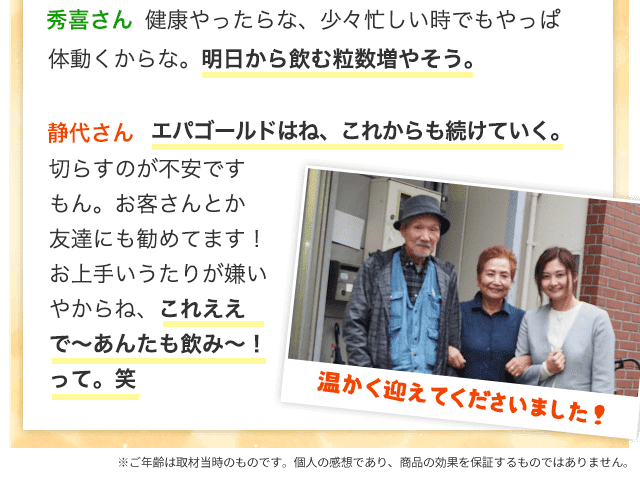 秀喜さん 健康やったらな、少々忙しい時でもやっぱ
体動くからな。明日から飲む粒数増やそう。
静代さん エパゴールドはね、これからも続けていく。
切らすのが不安です
もん。お客さんとか
友達にも勧めてます！
お上手いうたりが嫌い
やからね、これええ
で〜あんたも飲み〜！
って。笑
温かく迎えてくださいました！
※ご年齢は取材当時のものです。個人の感想であり、商品の効果を保証するものではありません。